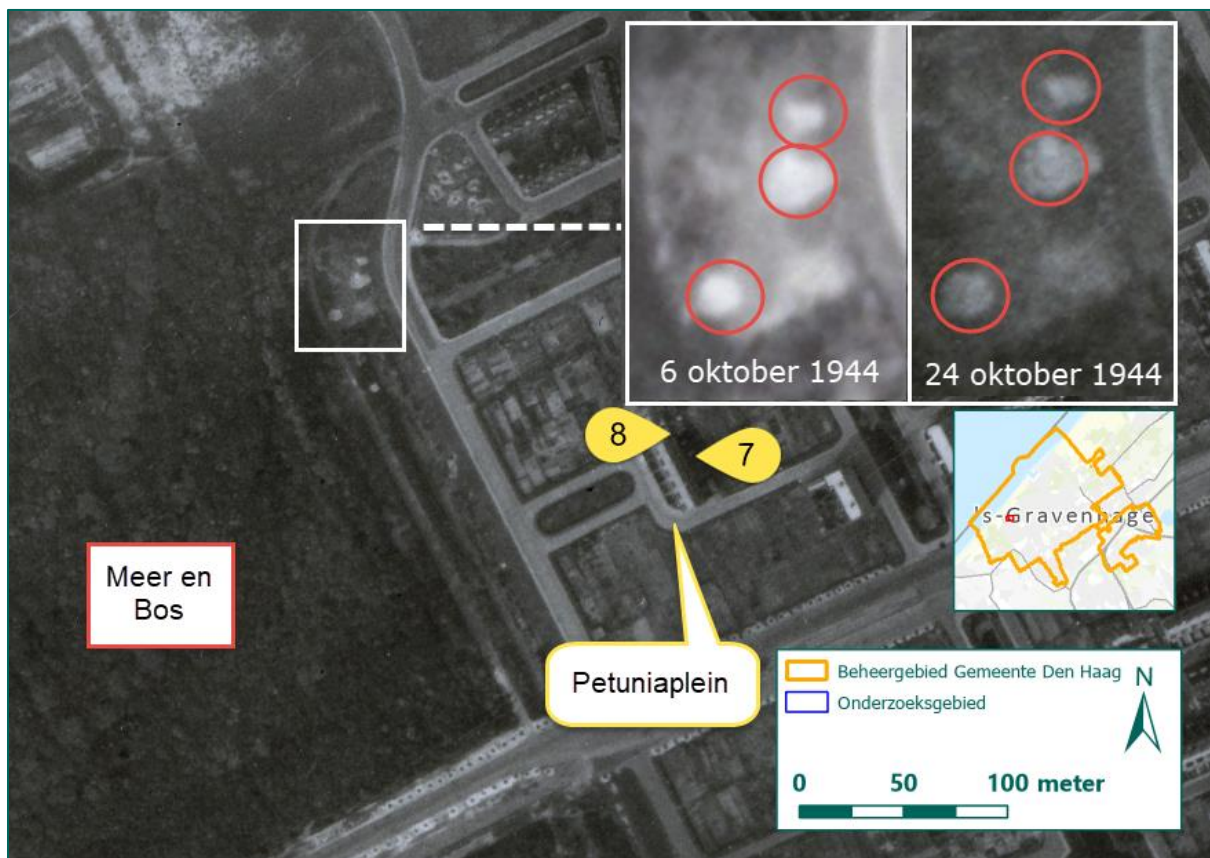 6 oktober 1944
24 oktober 1944
8
7
's-Gravenhage
Meer en
Bos
Petuniaplein
Beheergebied Gemeente Den Haag
Onderzoeksgebied
N
0 50 100 meter